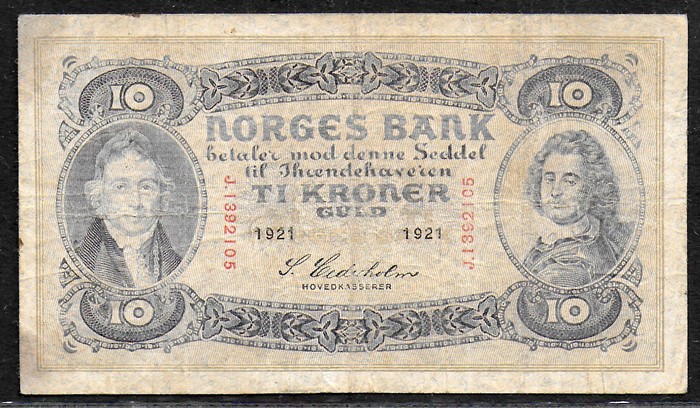 10 10
NORGES BANK
betaler mod denne Seddel
til Ihændehaveren
TI KRONER
GULD
J.1392105
J.1392105
1921 1921
S. Cederholm
HOVEDKASSERER
10 10